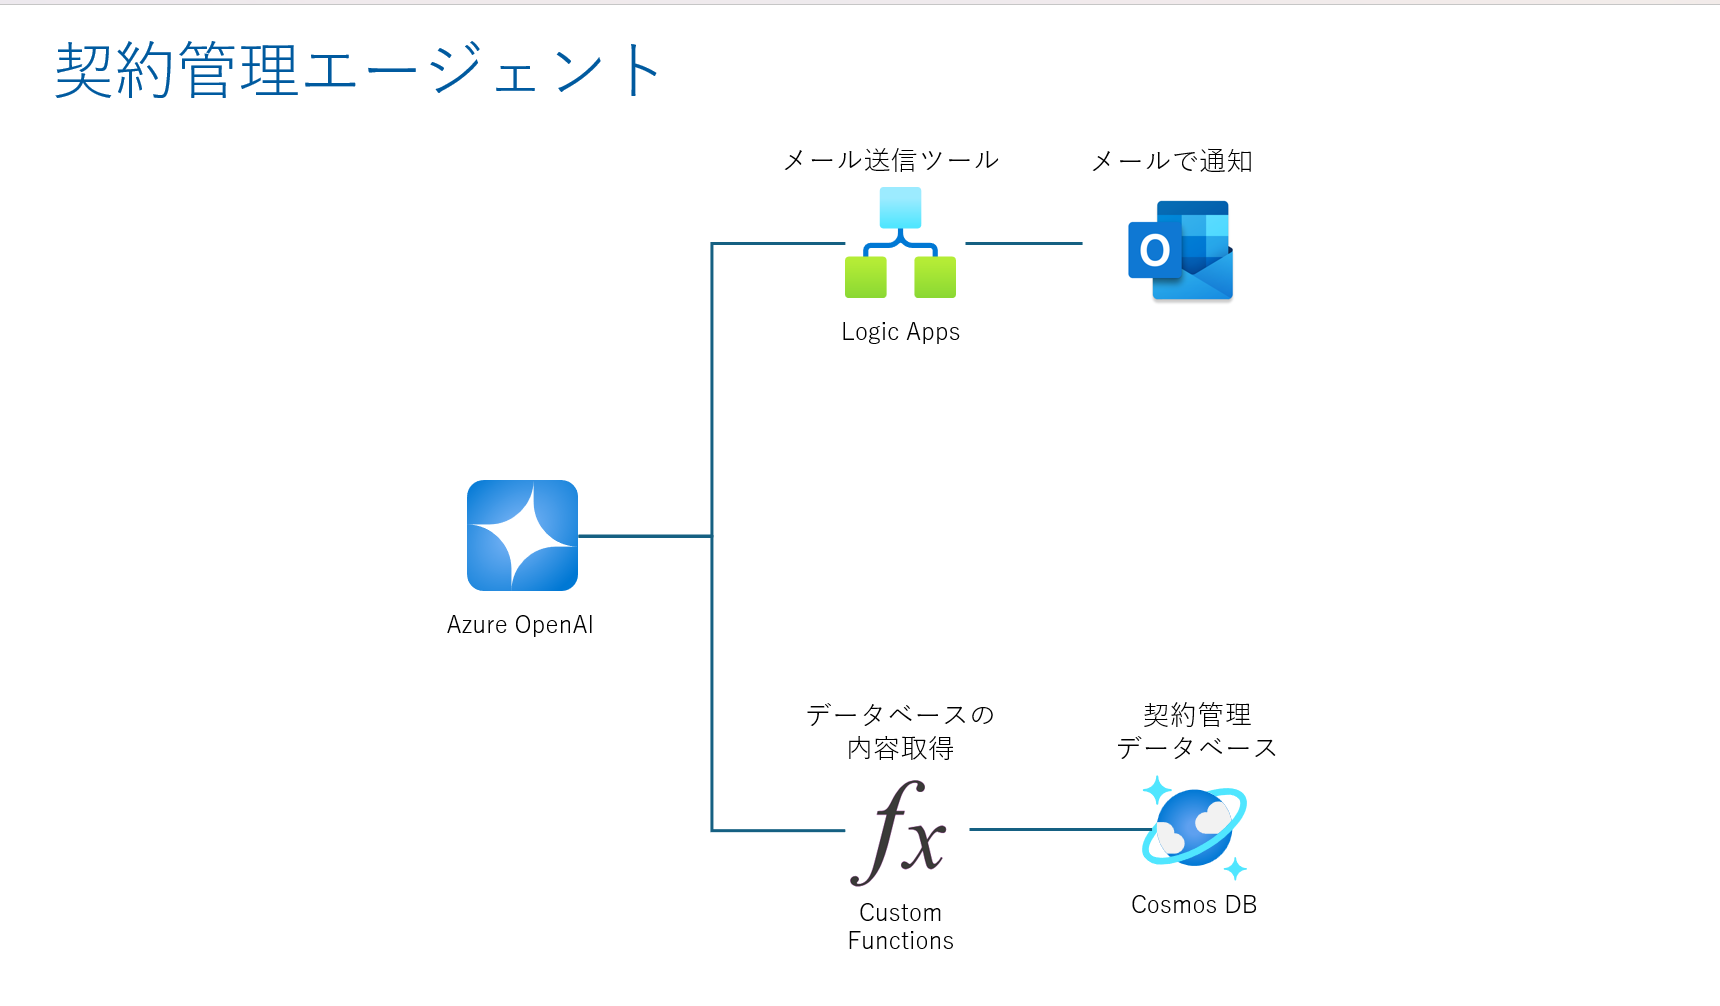 契約管理エージェント
メール送信ツール
メールで通知
O
Logic Apps
Azure OpenAI
データベースの
内容取得
契約管理
データベース
fx
Custom
Functions
Cosmos DB